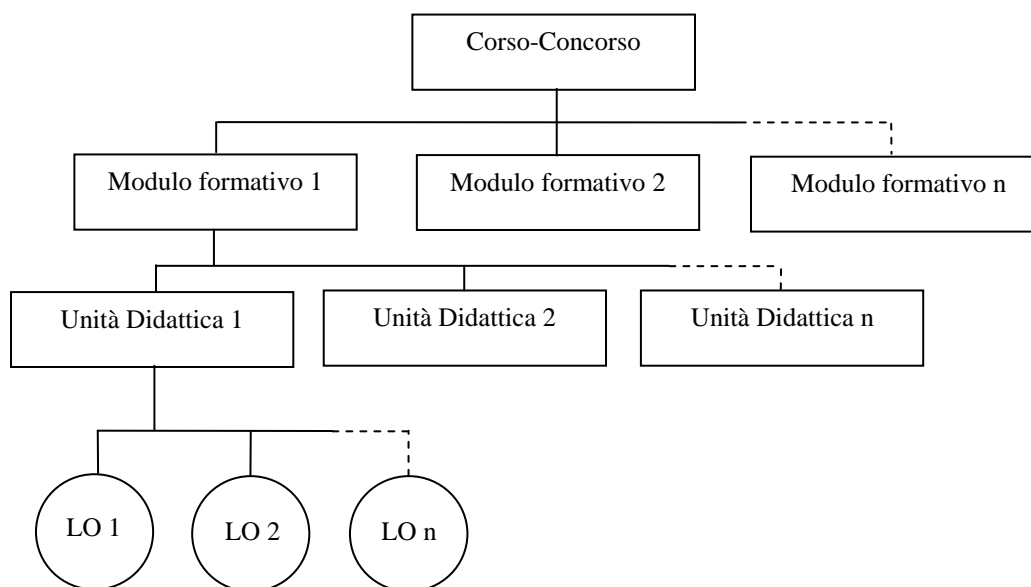 Corso-Concorso
Modulo formativo 1
Modulo formativo 2
Modulo formativo n
Unità Didattica 1
Unità Didattica 2
Unità Didattica n
LO 1
LO 2
LO n